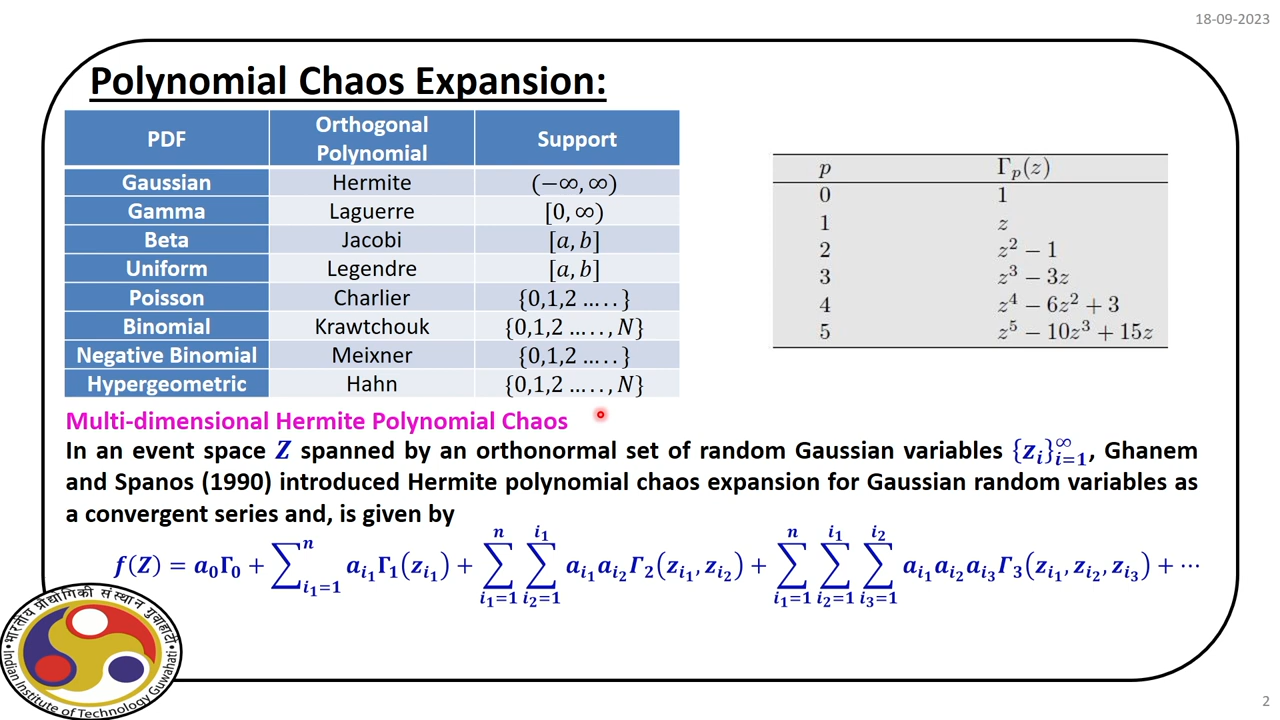 18-09-2023
Polynomial Chaos Expansion:
PDF Orthogonal Polynomial Support
Gaussian Hermite (−∞, ∞)
Gamma Laguerre [0, ∞)
Beta Jacobi [a, b]
Uniform Legendre [a, b]
Poisson Charlier {0,1,2 .... . }
Binomial Krawtchouk {0,1,2 .... . , N}
Negative Binomial Meixner {0,1,2 .... . }
Hypergeometric Hahn {0,1,2 .... . , N}
p Γₚ(z)
0 1
1 z
2 z² − 1
3 z³ − 3z
4 z⁴ − 6z² + 3
5 z⁵ − 10z³ + 15z
Multi-dimensional Hermite Polynomial Chaos
In an event space Z spanned by an orthonormal set of random Gaussian variables {z_i}_{i=1}^∞, Ghanem
and Spanos (1990) introduced Hermite polynomial chaos expansion for Gaussian random variables as
a convergent series and, is given by
f(Z) = a₀Γ₀ + ∑_{i₁=1}^{n} a_{i₁}Γ₁(z_{i₁}) + ∑_{i₁=1}^{n} ∑_{i₂=1}^{i₁} a_{i₁}a_{i₂}Γ₂(z_{i₁}, z_{i₂}) + ∑_{i₁=1}^{n} ∑_{i₂=1}^{i₁} ∑_{i₃=1}^{i₂} a_{i₁}a_{i₂}a_{i₃}Γ₃(z_{i₁}, z_{i₂}, z_{i₃}) + ⋯
भारतीय प्रौद्योगिकी संस्थान गुवाहाटी
Indian Institute of Technology Guwahati
2